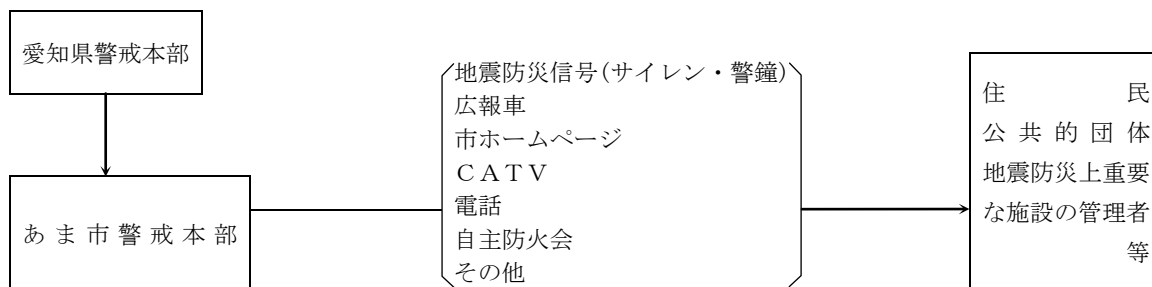 愛知県警戒本部
あま市警戒本部
地震防災信号(サイレン・警鐘)
広報車
市ホームページ
ＣＡＴＶ
電話
自主防火会
その他
住民
公共的団体
地震防災上重要
な施設の管理者
等